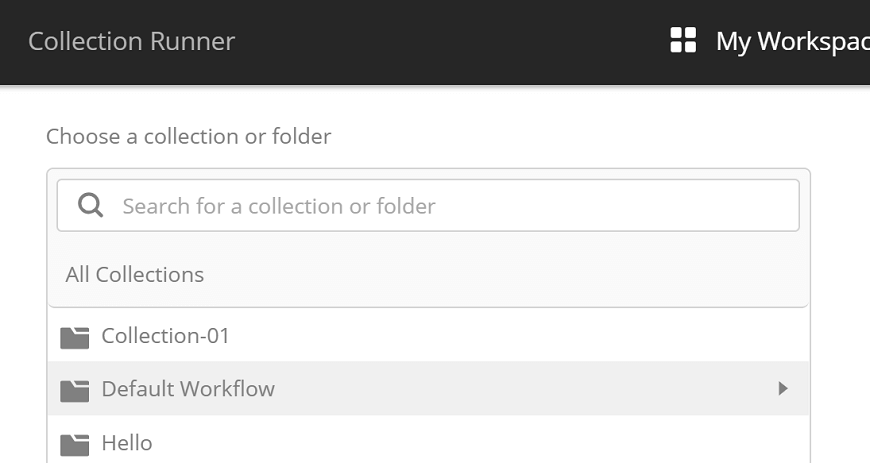 Collection Runner
My Workspac
Choose a collection or folder
Search for a collection or folder
All Collections
Collection-01
Default Workflow
Hello